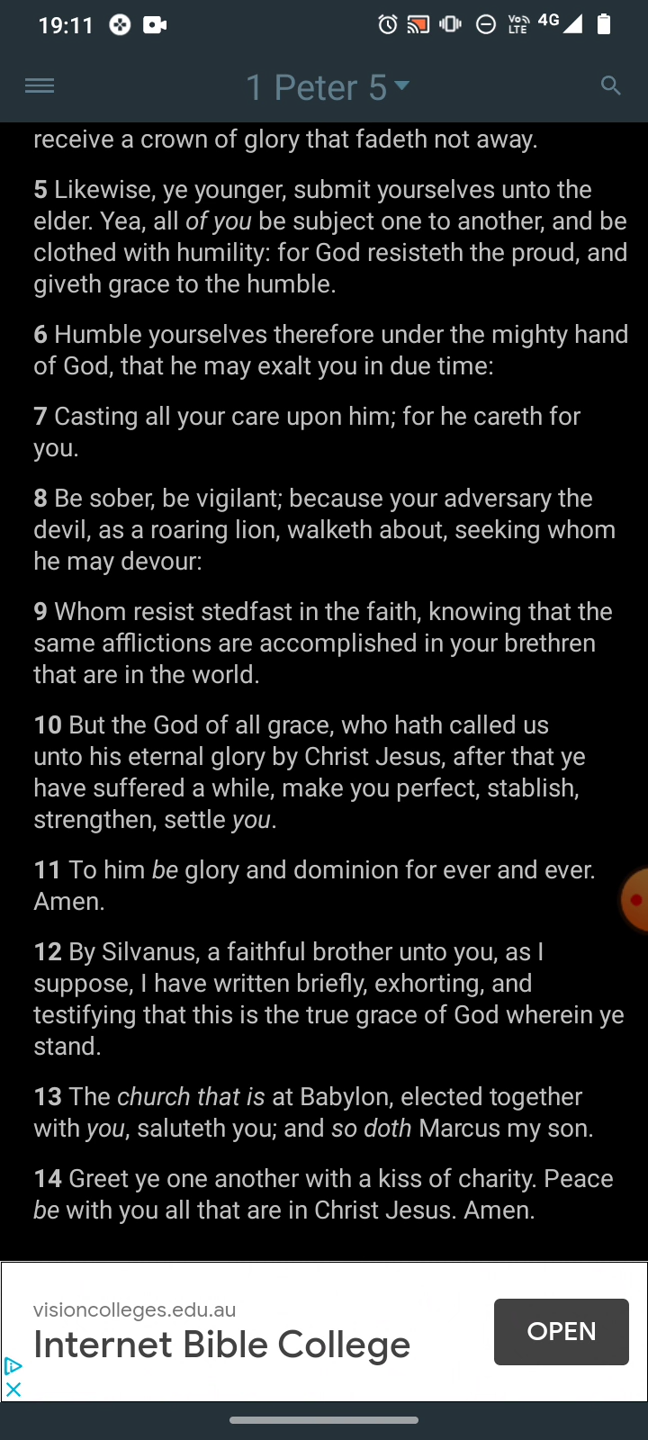 19:11
Vo) LTE 4G
1 Peter 5
receive a crown of glory that fadeth not away.
5 Likewise, ye younger, submit yourselves unto the
elder. Yea, all of you be subject one to another, and be
clothed with humility: for God resisteth the proud, and
giveth grace to the humble.
6 Humble yourselves therefore under the mighty hand
of God, that he may exalt you in due time:
7 Casting all your care upon him; for he careth for
you.
8 Be sober, be vigilant; because your adversary the
devil, as a roaring lion, walketh about, seeking whom
he may devour:
9 Whom resist stedfast in the faith, knowing that the
same afflictions are accomplished in your brethren
that are in the world.
10 But the God of all grace, who hath called us
unto his eternal glory by Christ Jesus, after that ye
have suffered a while, make you perfect, stablish,
strengthen, settle you.
11 To him be glory and dominion for ever and ever.
Amen.
12 By Silvanus, a faithful brother unto you, as I
suppose, I have written briefly, exhorting, and
testifying that this is the true grace of God wherein ye
stand.
13 The church that is at Babylon, elected together
with you, saluteth you; and so doth Marcus my son.
14 Greet ye one another with a kiss of charity. Peace
be with you all that are in Christ Jesus. Amen.
visioncolleges.edu.au
Internet Bible College
OPEN